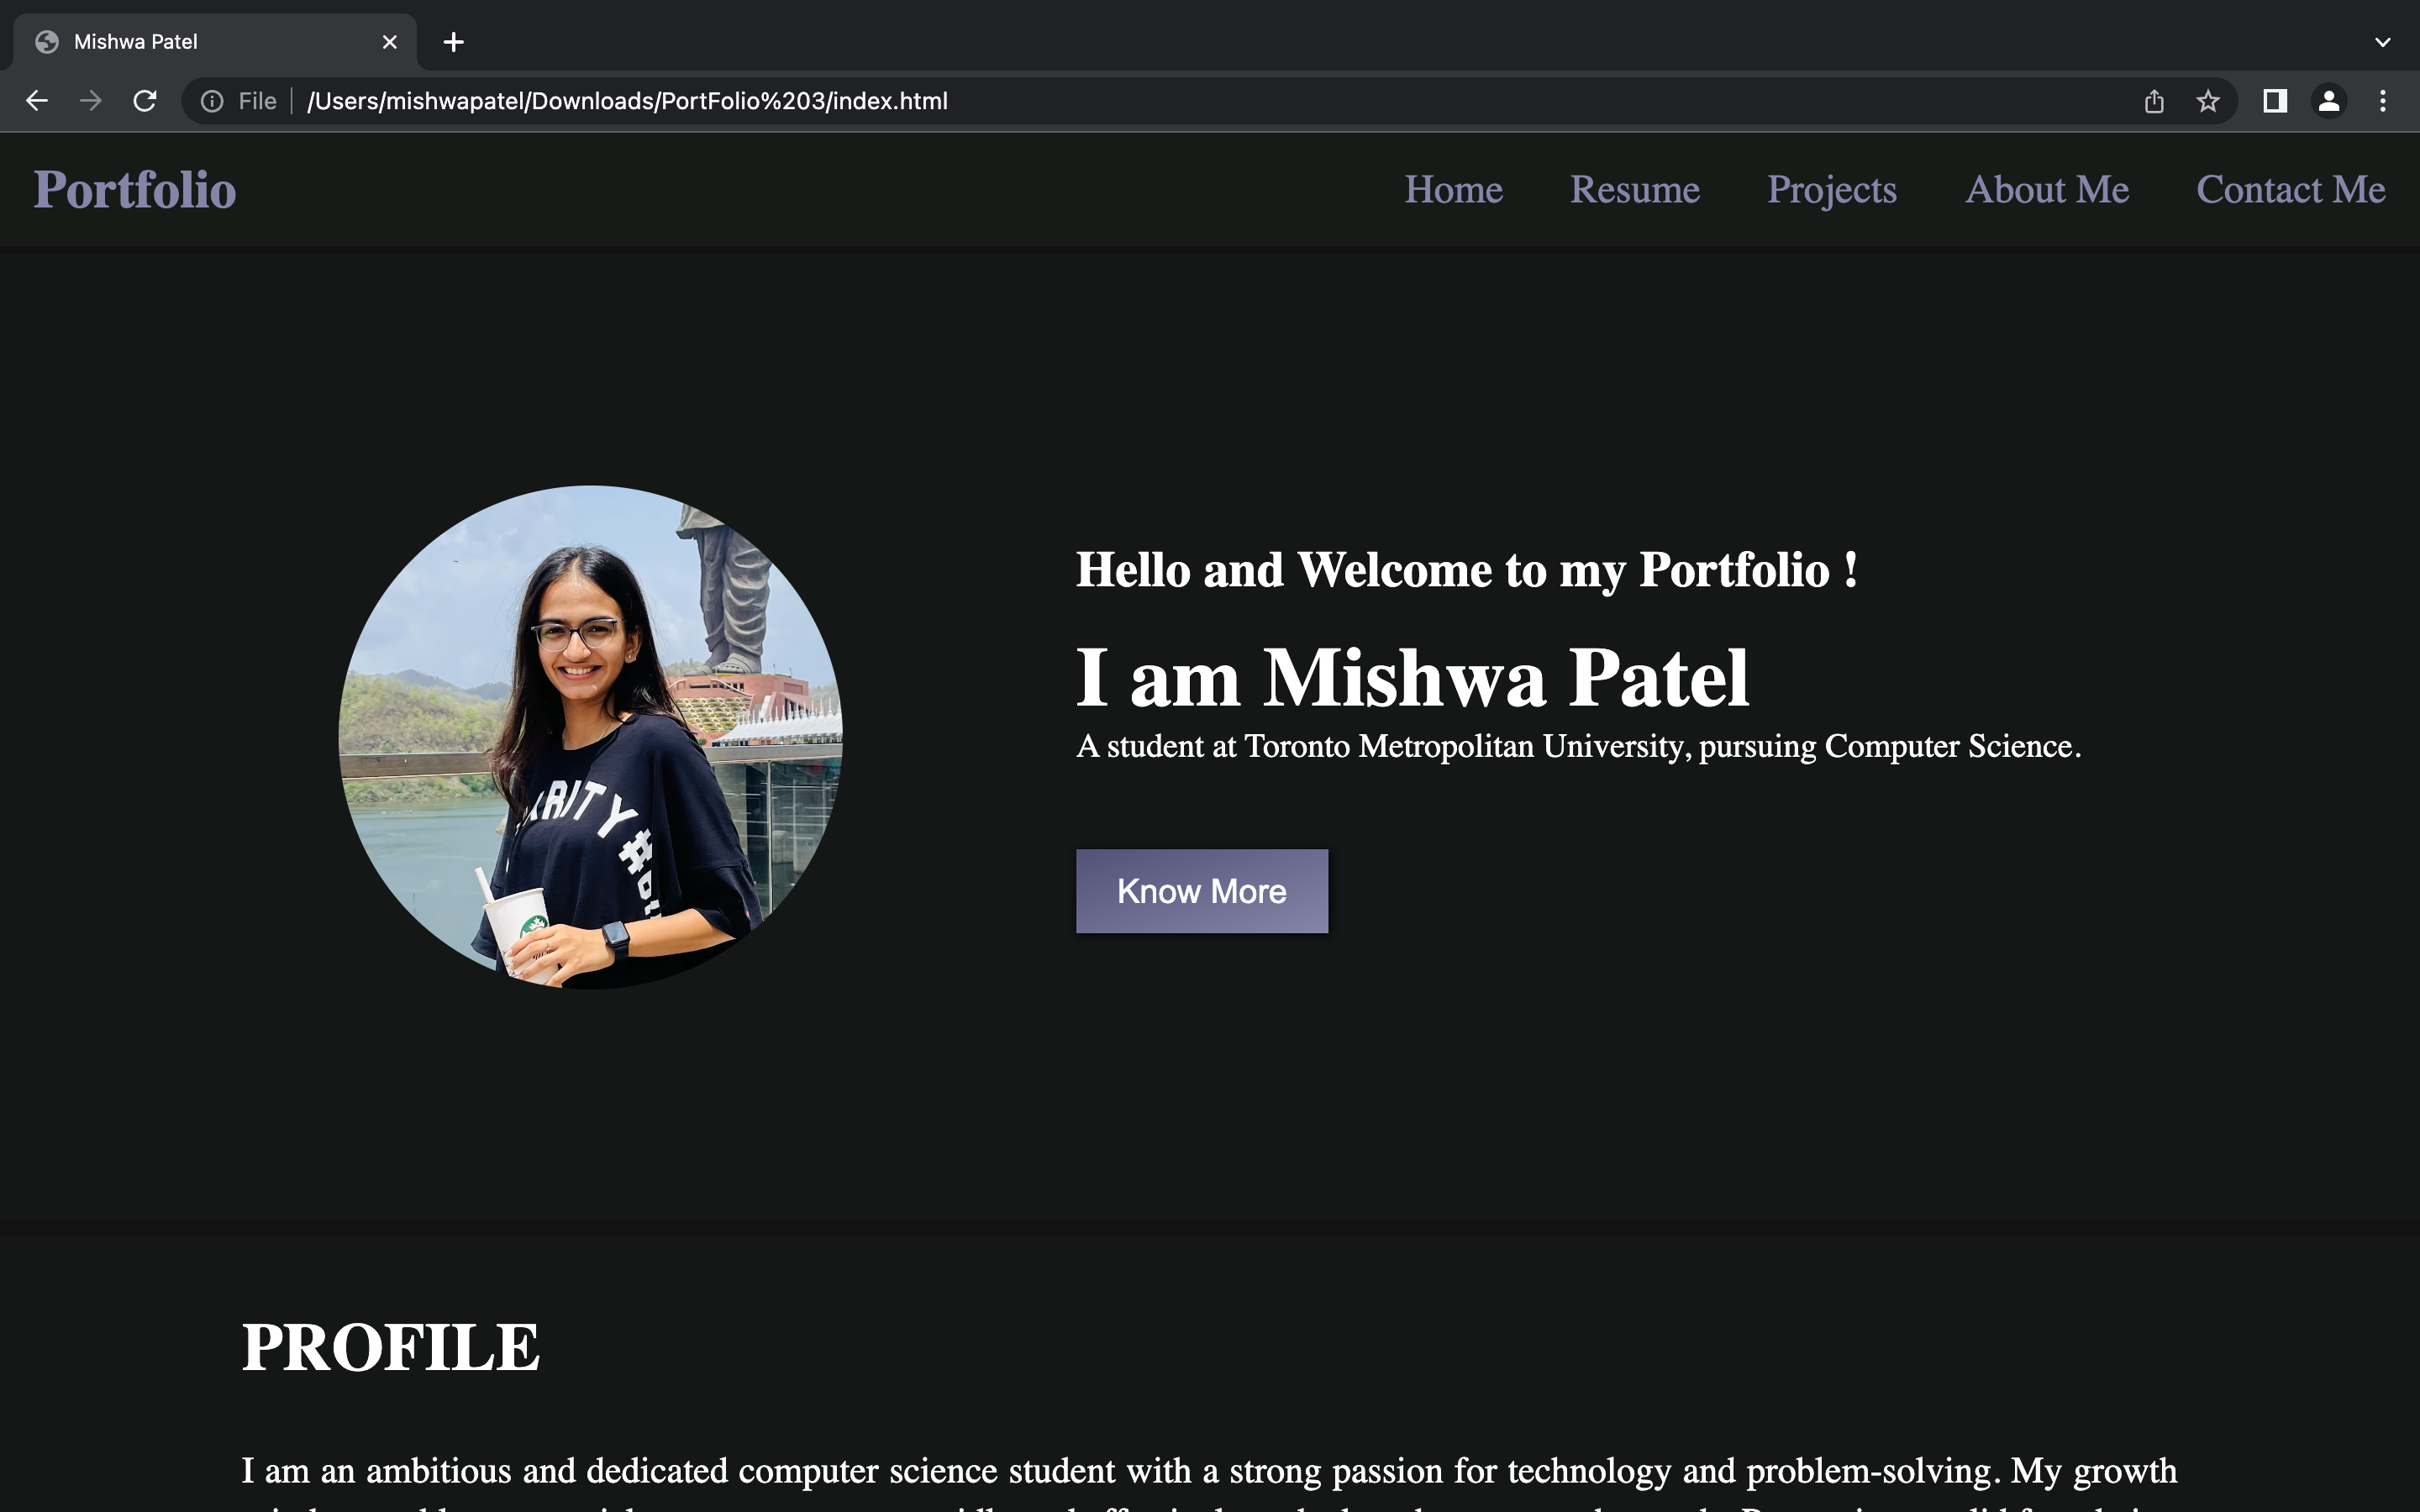 Mishwa Patel
File /Users/mishwapatel/Downloads/PortFolio%203/index.html
Portfolio Home Resume Projects About Me Contact Me
Hello and Welcome to my Portfolio !
I am Mishwa Patel
A student at Toronto Metropolitan University, pursuing Computer Science.
Know More
PROFILE
I am an ambitious and dedicated computer science student with a strong passion for technology and problem-solving. My growth